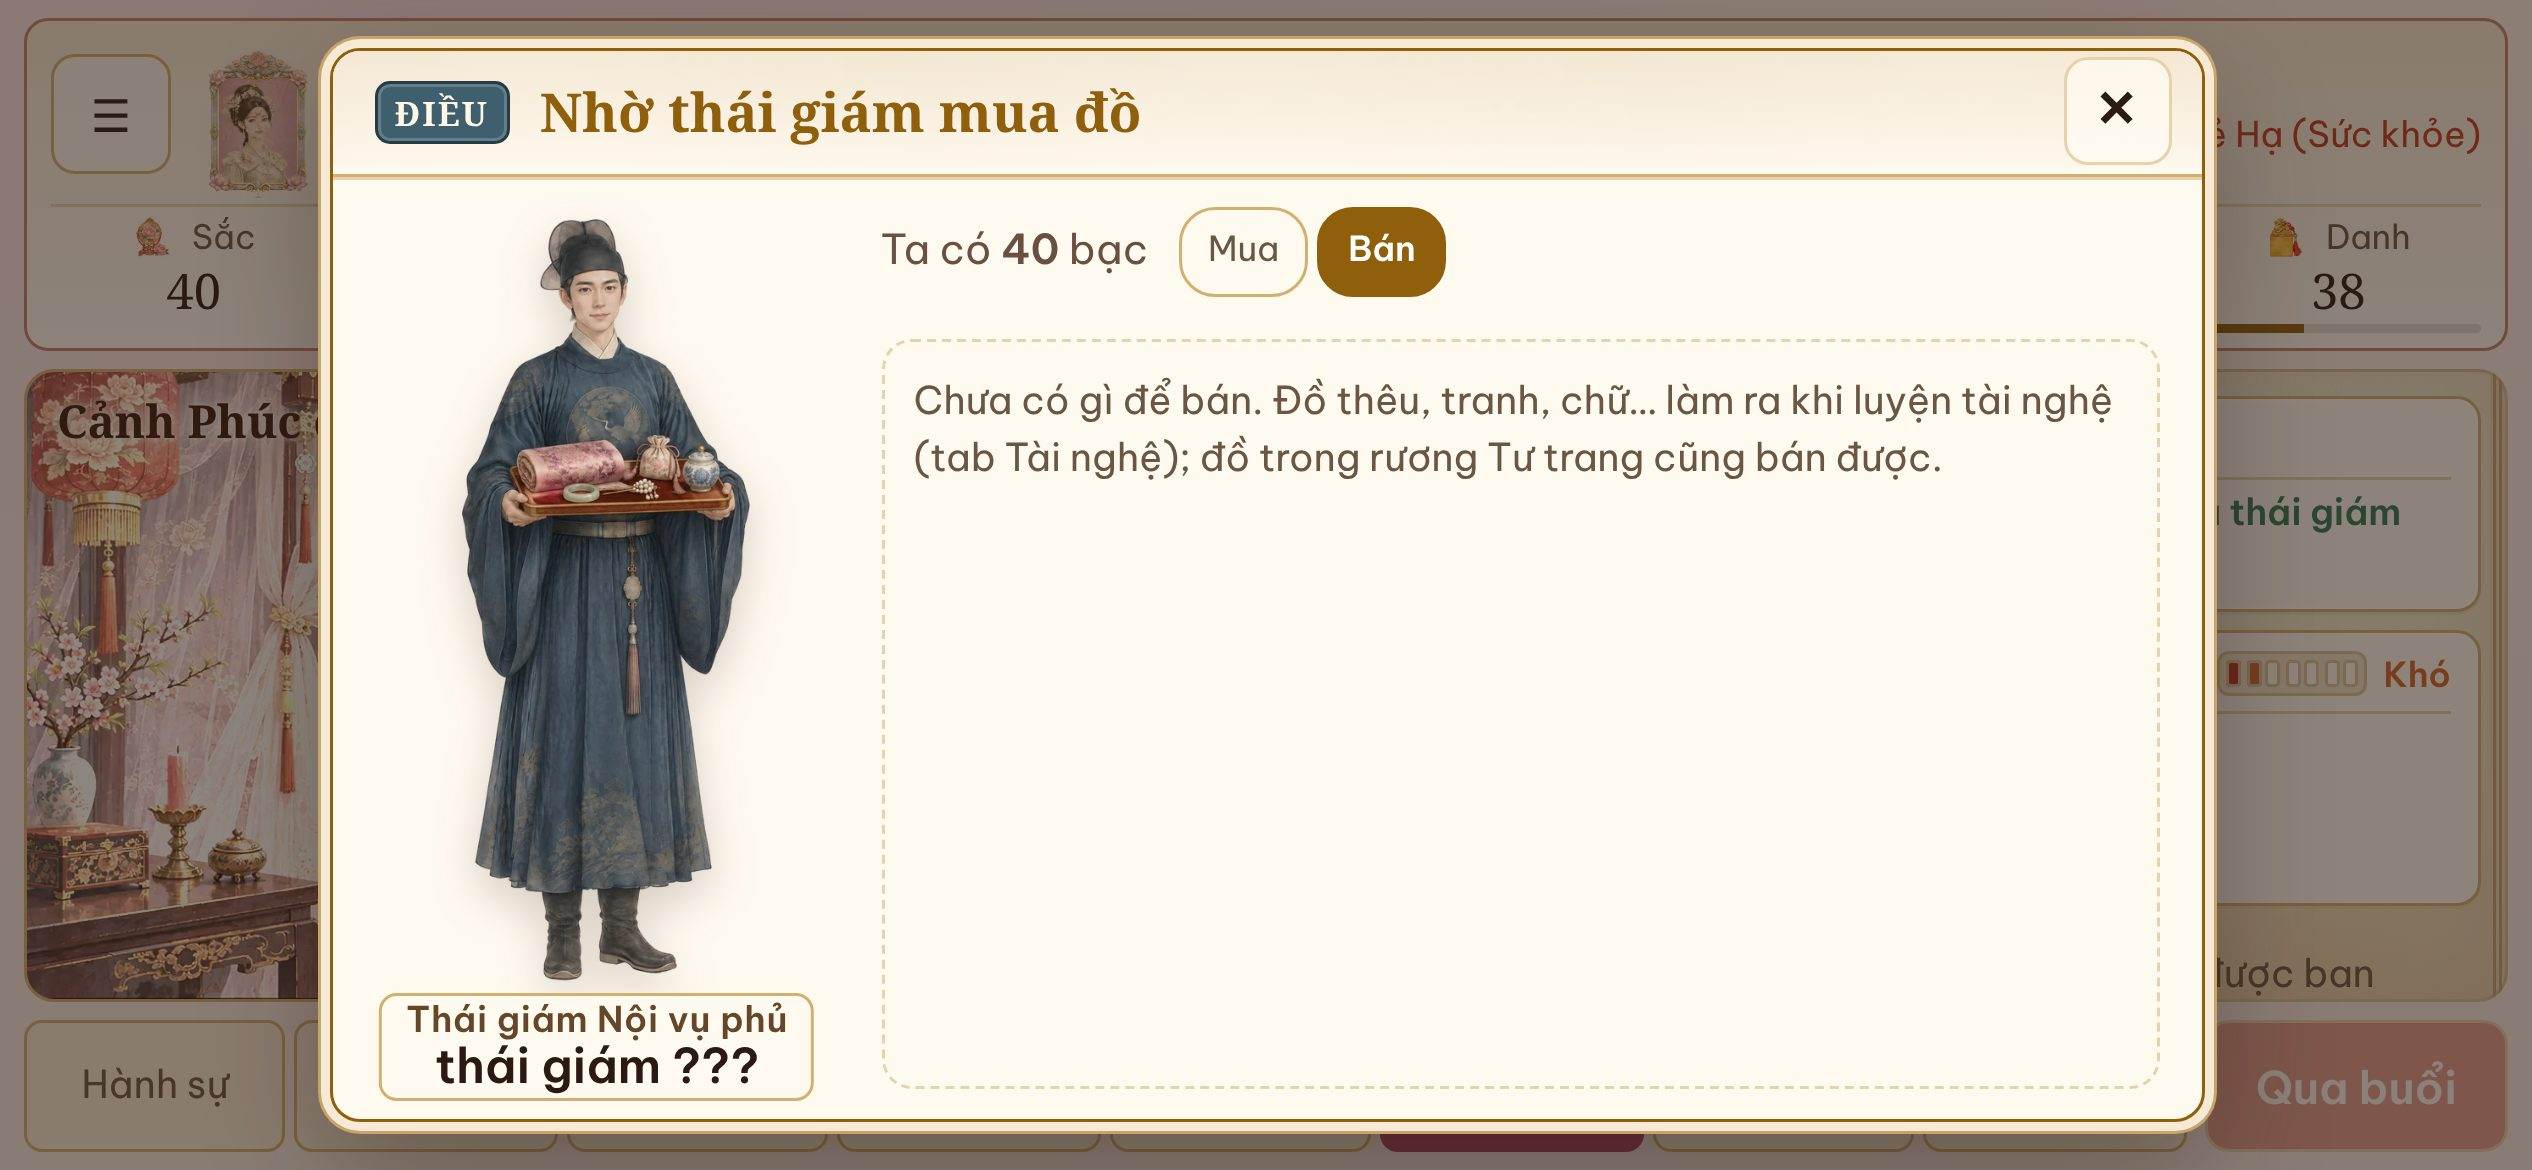 ĐIỀU Nhờ thái giám mua đồ
Hạ (Sức khỏe)
Sắc
40
Danh
38
Ta có 40 bạc Mua Bán
Chưa có gì để bán. Đồ thêu, tranh, chữ... làm ra khi luyện tài nghệ
(tab Tài nghệ); đồ trong rương Tư trang cũng bán được.
Cảnh Phúc
thái giám
Khó
được ban
Thái giám Nội vụ phủ
thái giám ???
Hành sự
Qua buổi